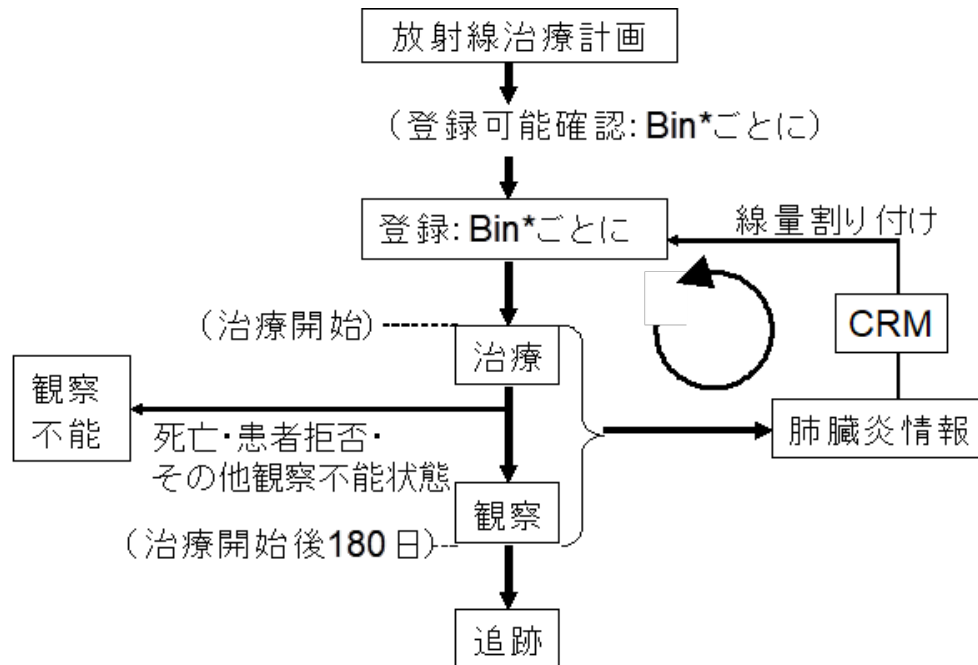 放射線治療計画
(登録可能確認: Bin*ごとに)
登録: Bin*ごとに
線量割り付け
(治療開始)
CRM
治療
観察
不能
死亡・患者拒否・
その他観察不能状態
肺臓炎情報
観察
(治療開始後180日)
追跡